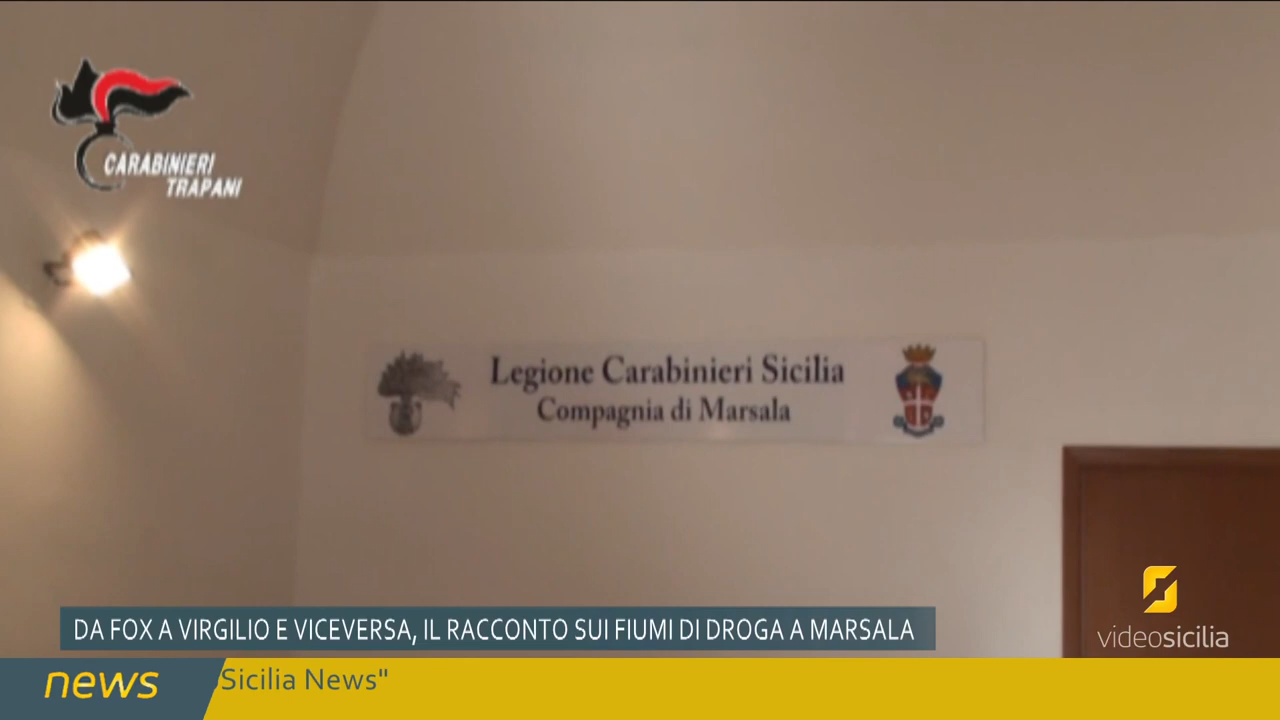 CARABINIERI
TRAPANI
Legione Carabinieri Sicilia
Compagnia di Marsala
DA FOX A VIRGILIO E VICEVERSA, IL RACCONTO SUI FIUMI DI DROGA A MARSALA
videosicilia
news
Sicilia News"